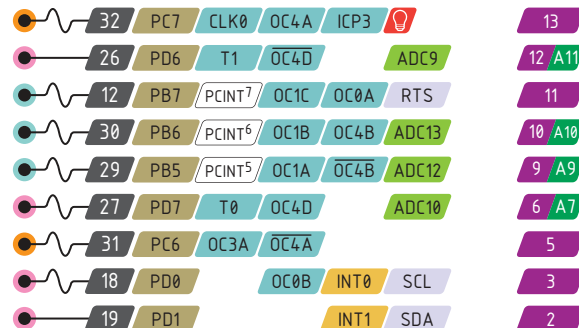 32 PC7 CLK0 OC4A ICP3 13
26 PD6 T1 OC4D ADC9 12 A11
12 PB7 PCINT7 OC1C OC0A RTS 11
30 PB6 PCINT6 OC1B OC4B ADC13 10 A10
29 PB5 PCINT5 OC1A OC4B ADC12 9 A9
27 PD7 T0 OC4D ADC10 6 A7
31 PC6 OC3A OC4A 5
18 PD0 OC0B INT0 SCL 3
19 PD1 INT1 SDA 2